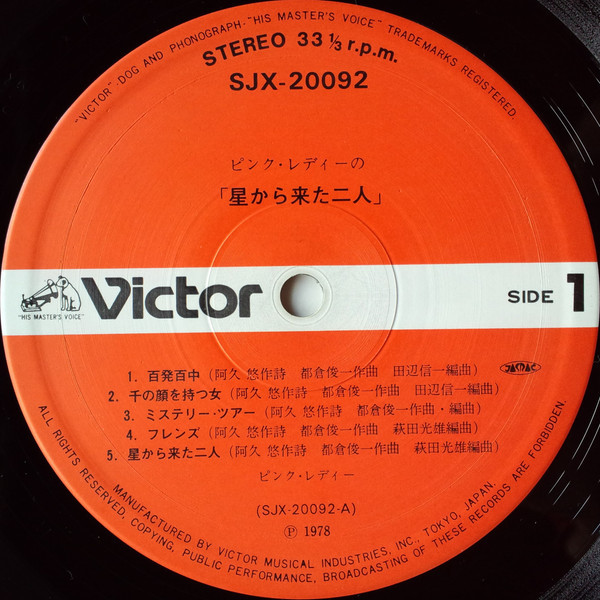 "VICTOR"-DOG AND PHONOGRAPH-"HIS MASTER'S VOICE" TRADEMARKS REGISTERED.
STEREO 33 1/3 r.p.m.
SJX-20092
ピンク・レディーの
「星から来た二人」
"HIS MASTER'S VOICE"
Victor
SIDE 1
1. 百発百中 (阿久 悠作詩 都倉俊一作曲 田辺信一編曲)
2. 千の顔を持つ女 (阿久 悠作詩 都倉俊一作曲 田辺信一編曲)
3. ミステリー・ツアー (阿久 悠作詩 都倉俊一作曲・編曲)
4. フレンズ (阿久 悠作詩 都倉俊一作曲 萩田光雄編曲)
5. 星から来た二人 (阿久 悠作詩 都倉俊一作曲 萩田光雄編曲)
JASRAC
ピンク・レディー
(SJX-20092-A)
Ⓟ 1978
MANUFACTURED BY VICTOR MUSICAL INDUSTRIES, INC., TOKYO, JAPAN.
ALL RIGHTS RESERVED. COPYING, PUBLIC PERFORMANCE, BROADCASTING OF THESE RECORDS ARE FORBIDDEN.